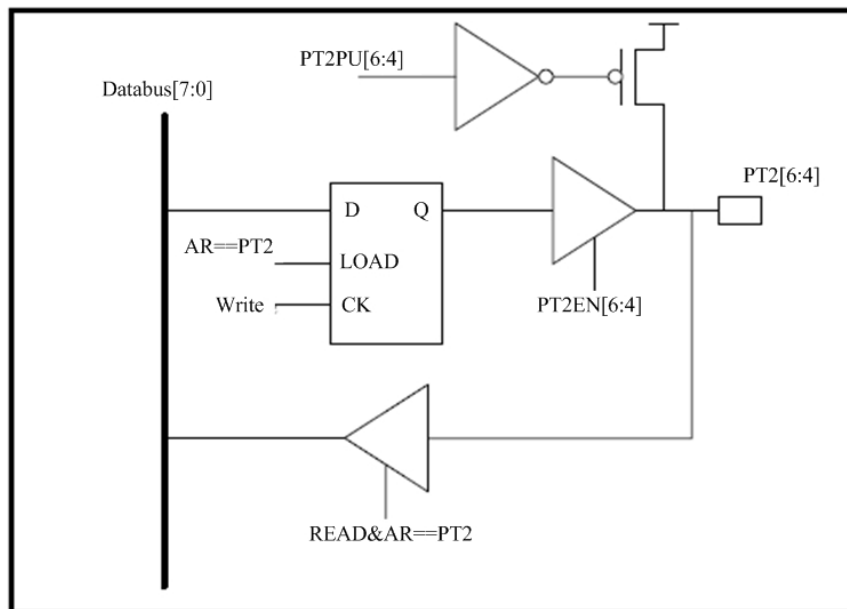 PT2PU[6:4]
Databus[7:0]
PT2[6:4]
D Q
AR==PT2
LOAD
Write
CK
PT2EN[6:4]
READ&AR==PT2